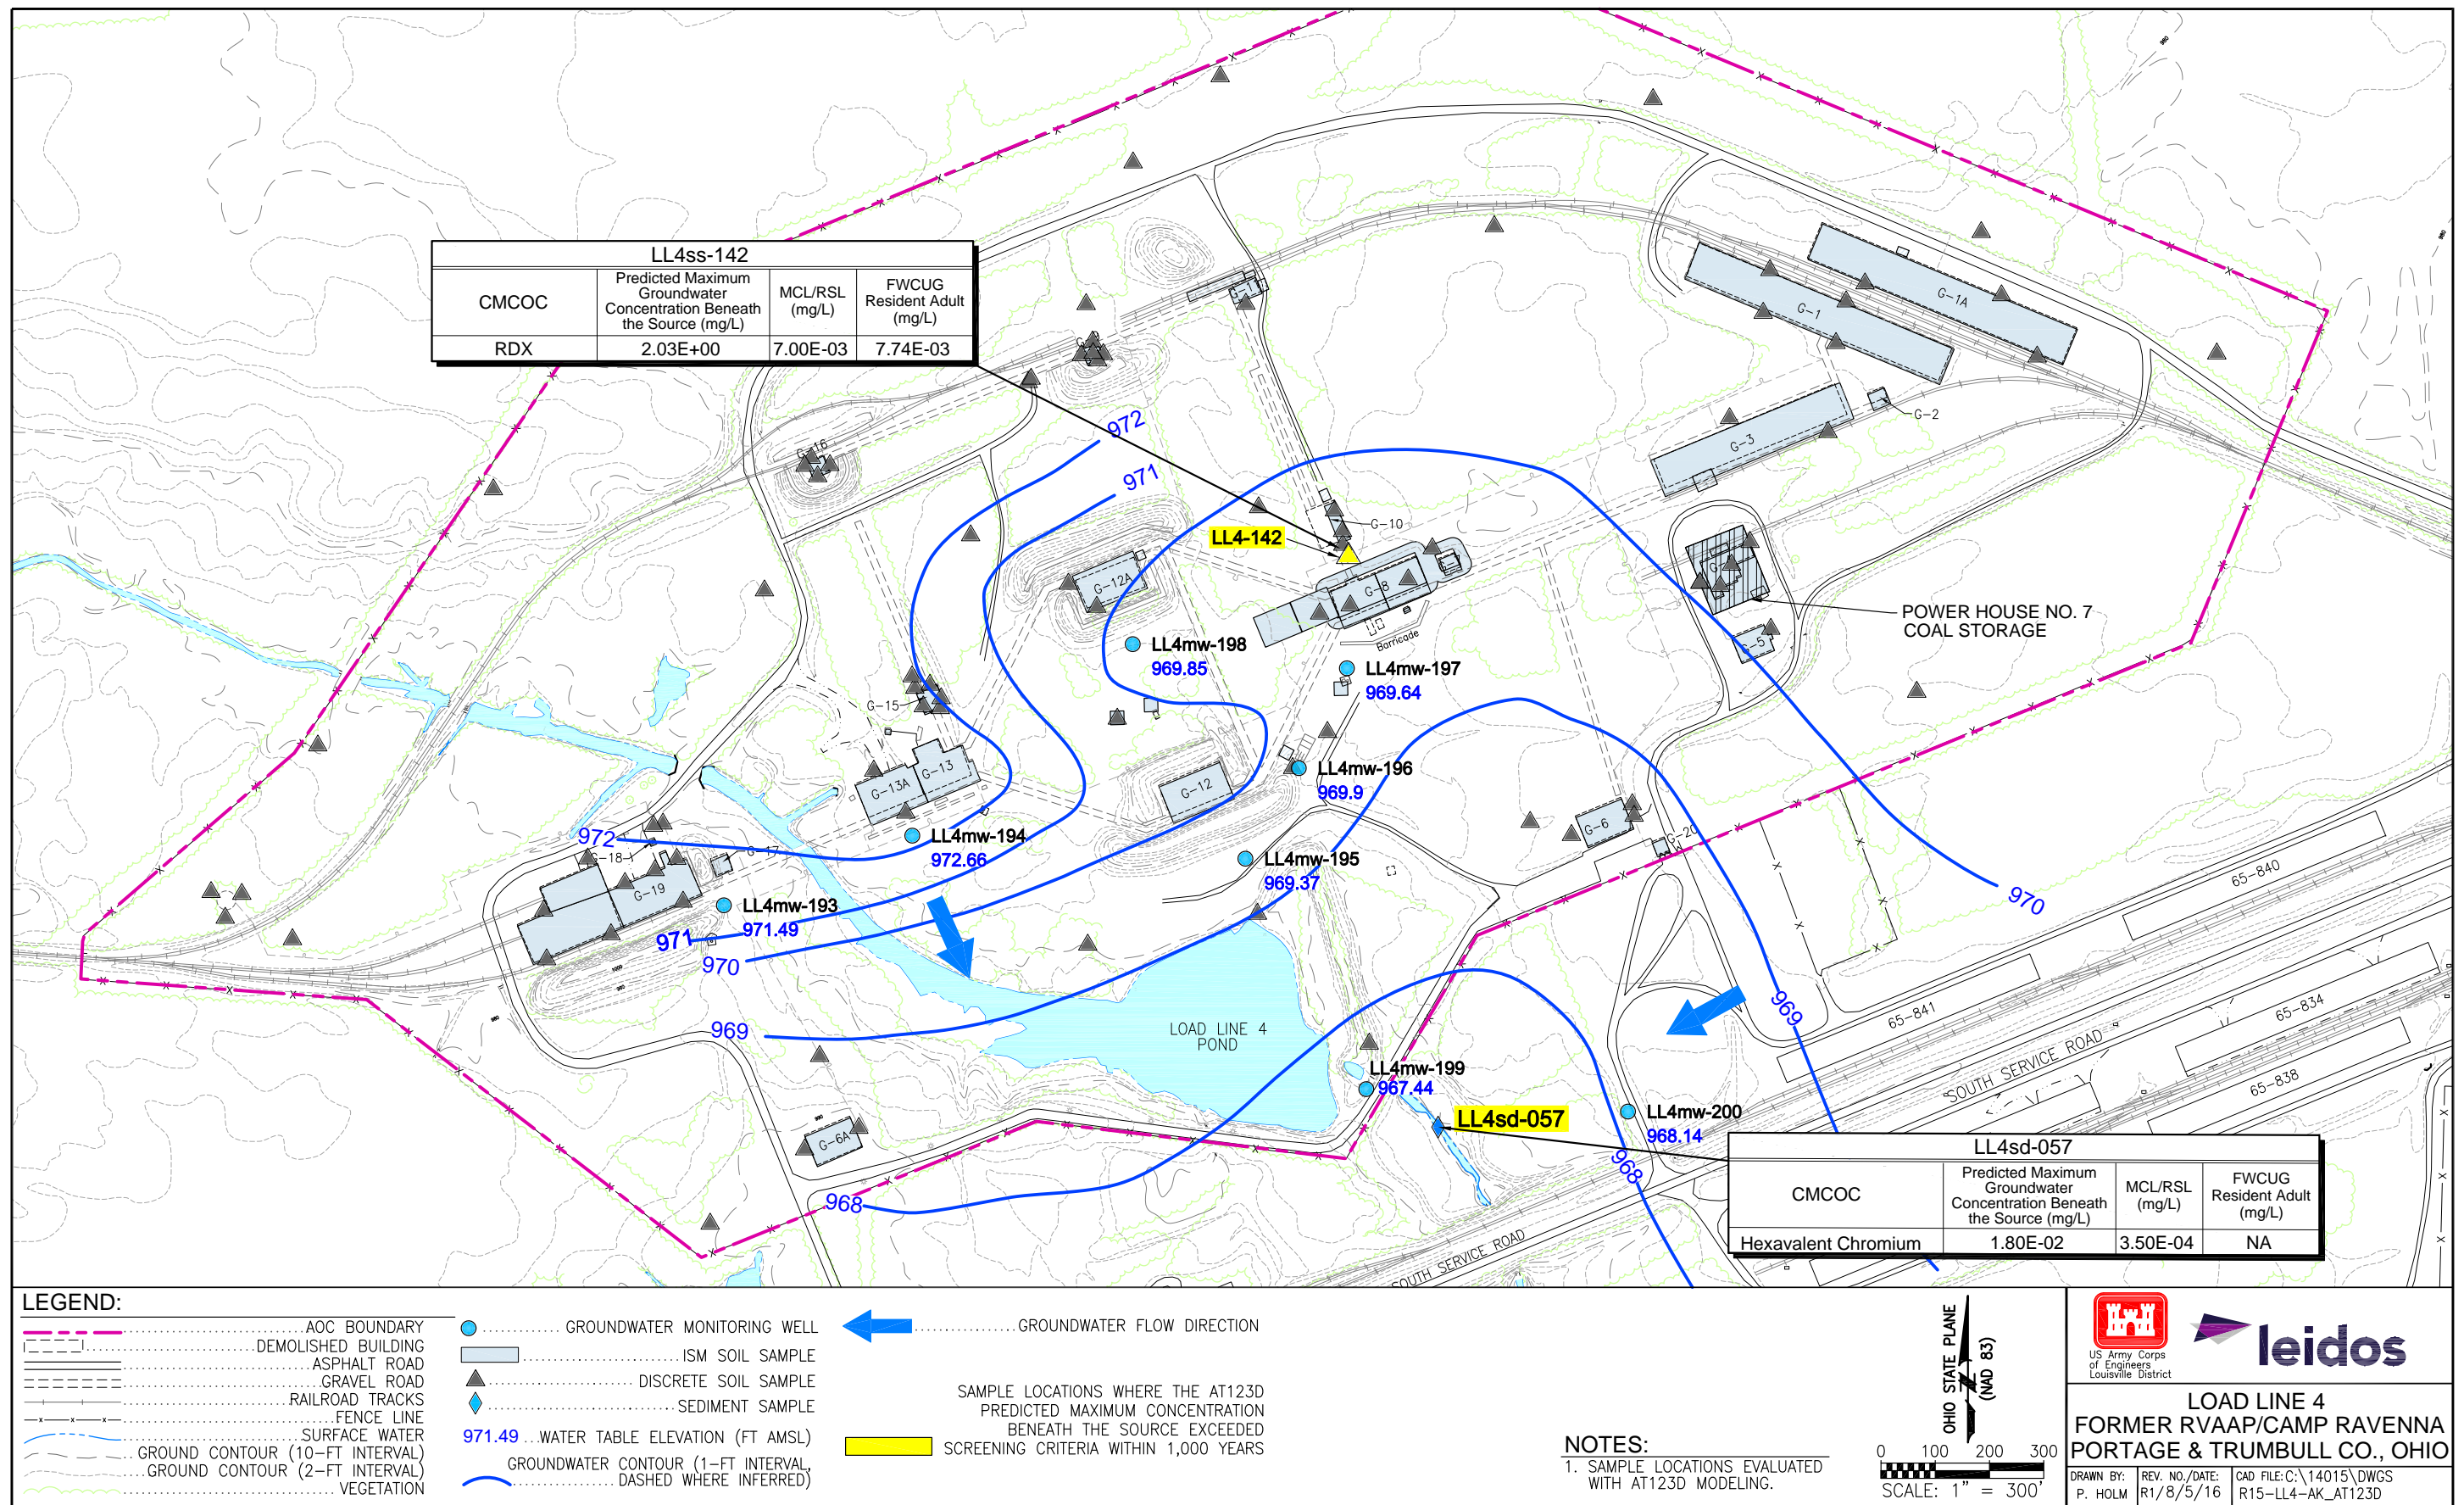 LL4ss-142
CMCOC
Predicted Maximum
Groundwater
Concentration Beneath
the Source (mg/L)
MCL/RSL
(mg/L)
FWCUG
Resident Adult
(mg/L)
RDX
2.03E+00
7.00E-03
7.74E-03
G-1A
G-1
G-2
G-3
972
971
G-16
G-10
LL4-142
G-12A
G-8
POWER HOUSE NO. 7
COAL STORAGE
G-5
Barricade
LL4mw-198
969.85
LL4mw-197
969.64
G-15
G-13
G-13A
LL4mw-196
969.9
G-12
G-6
G-20
LL4mw-194
972.66
972
G-18
G-17
G-19
LL4mw-195
969.37
LL4mw-193
971.49
971
970
970
969
969
LOAD LINE 4
POND
65-840
65-841
65-834
65-838
SOUTH SERVICE ROAD
LL4mw-199
967.44
LL4sd-057
LL4mw-200
968.14
968
G-6A
968
SOUTH SERVICE ROAD
LL4sd-057
CMCOC
Predicted Maximum
Groundwater
Concentration Beneath
the Source (mg/L)
MCL/RSL
(mg/L)
FWCUG
Resident Adult
(mg/L)
Hexavalent Chromium
1.80E-02
3.50E-04
NA
LEGEND:
AOC BOUNDARY
DEMOLISHED BUILDING
ASPHALT ROAD
GRAVEL ROAD
RAILROAD TRACKS
FENCE LINE
SURFACE WATER
GROUND CONTOUR (10-FT INTERVAL)
GROUND CONTOUR (2-FT INTERVAL)
VEGETATION
GROUNDWATER MONITORING WELL
ISM SOIL SAMPLE
DISCRETE SOIL SAMPLE
SEDIMENT SAMPLE
971.49 ...WATER TABLE ELEVATION (FT AMSL)
GROUNDWATER CONTOUR (1-FT INTERVAL,
DASHED WHERE INFERRED)
GROUNDWATER FLOW DIRECTION
SAMPLE LOCATIONS WHERE THE AT123D
PREDICTED MAXIMUM CONCENTRATION
BENEATH THE SOURCE EXCEEDED
SCREENING CRITERIA WITHIN 1,000 YEARS
NOTES:
1. SAMPLE LOCATIONS EVALUATED
WITH AT123D MODELING.
OHIO STATE PLANE
(NAD 83)
N
0 100 200 300
SCALE: 1" = 300'
US Army Corps
of Engineers
Louisville District
leidos
LOAD LINE 4
FORMER RVAAP/CAMP RAVENNA
PORTAGE & TRUMBULL CO., OHIO
DRAWN BY:
P. HOLM
REV. NO./DATE:
R1/8/5/16
CAD FILE:C:\14015\DWGS
R15-LL4-AK_AT123D